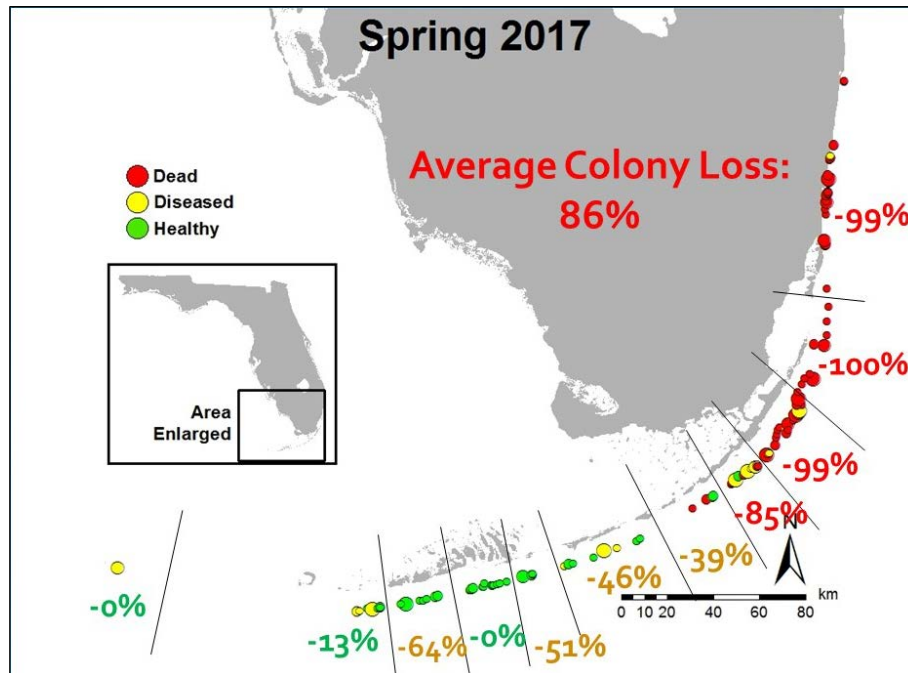 Spring 2017
Average Colony Loss:
86%
Dead
Diseased
Healthy
-99%
Area
Enlarged
-100%
-99%
-85%
N
-39%
-46%
-0%
-13%
-64%
-0%
-51%
0 10 20 40 60 80
km